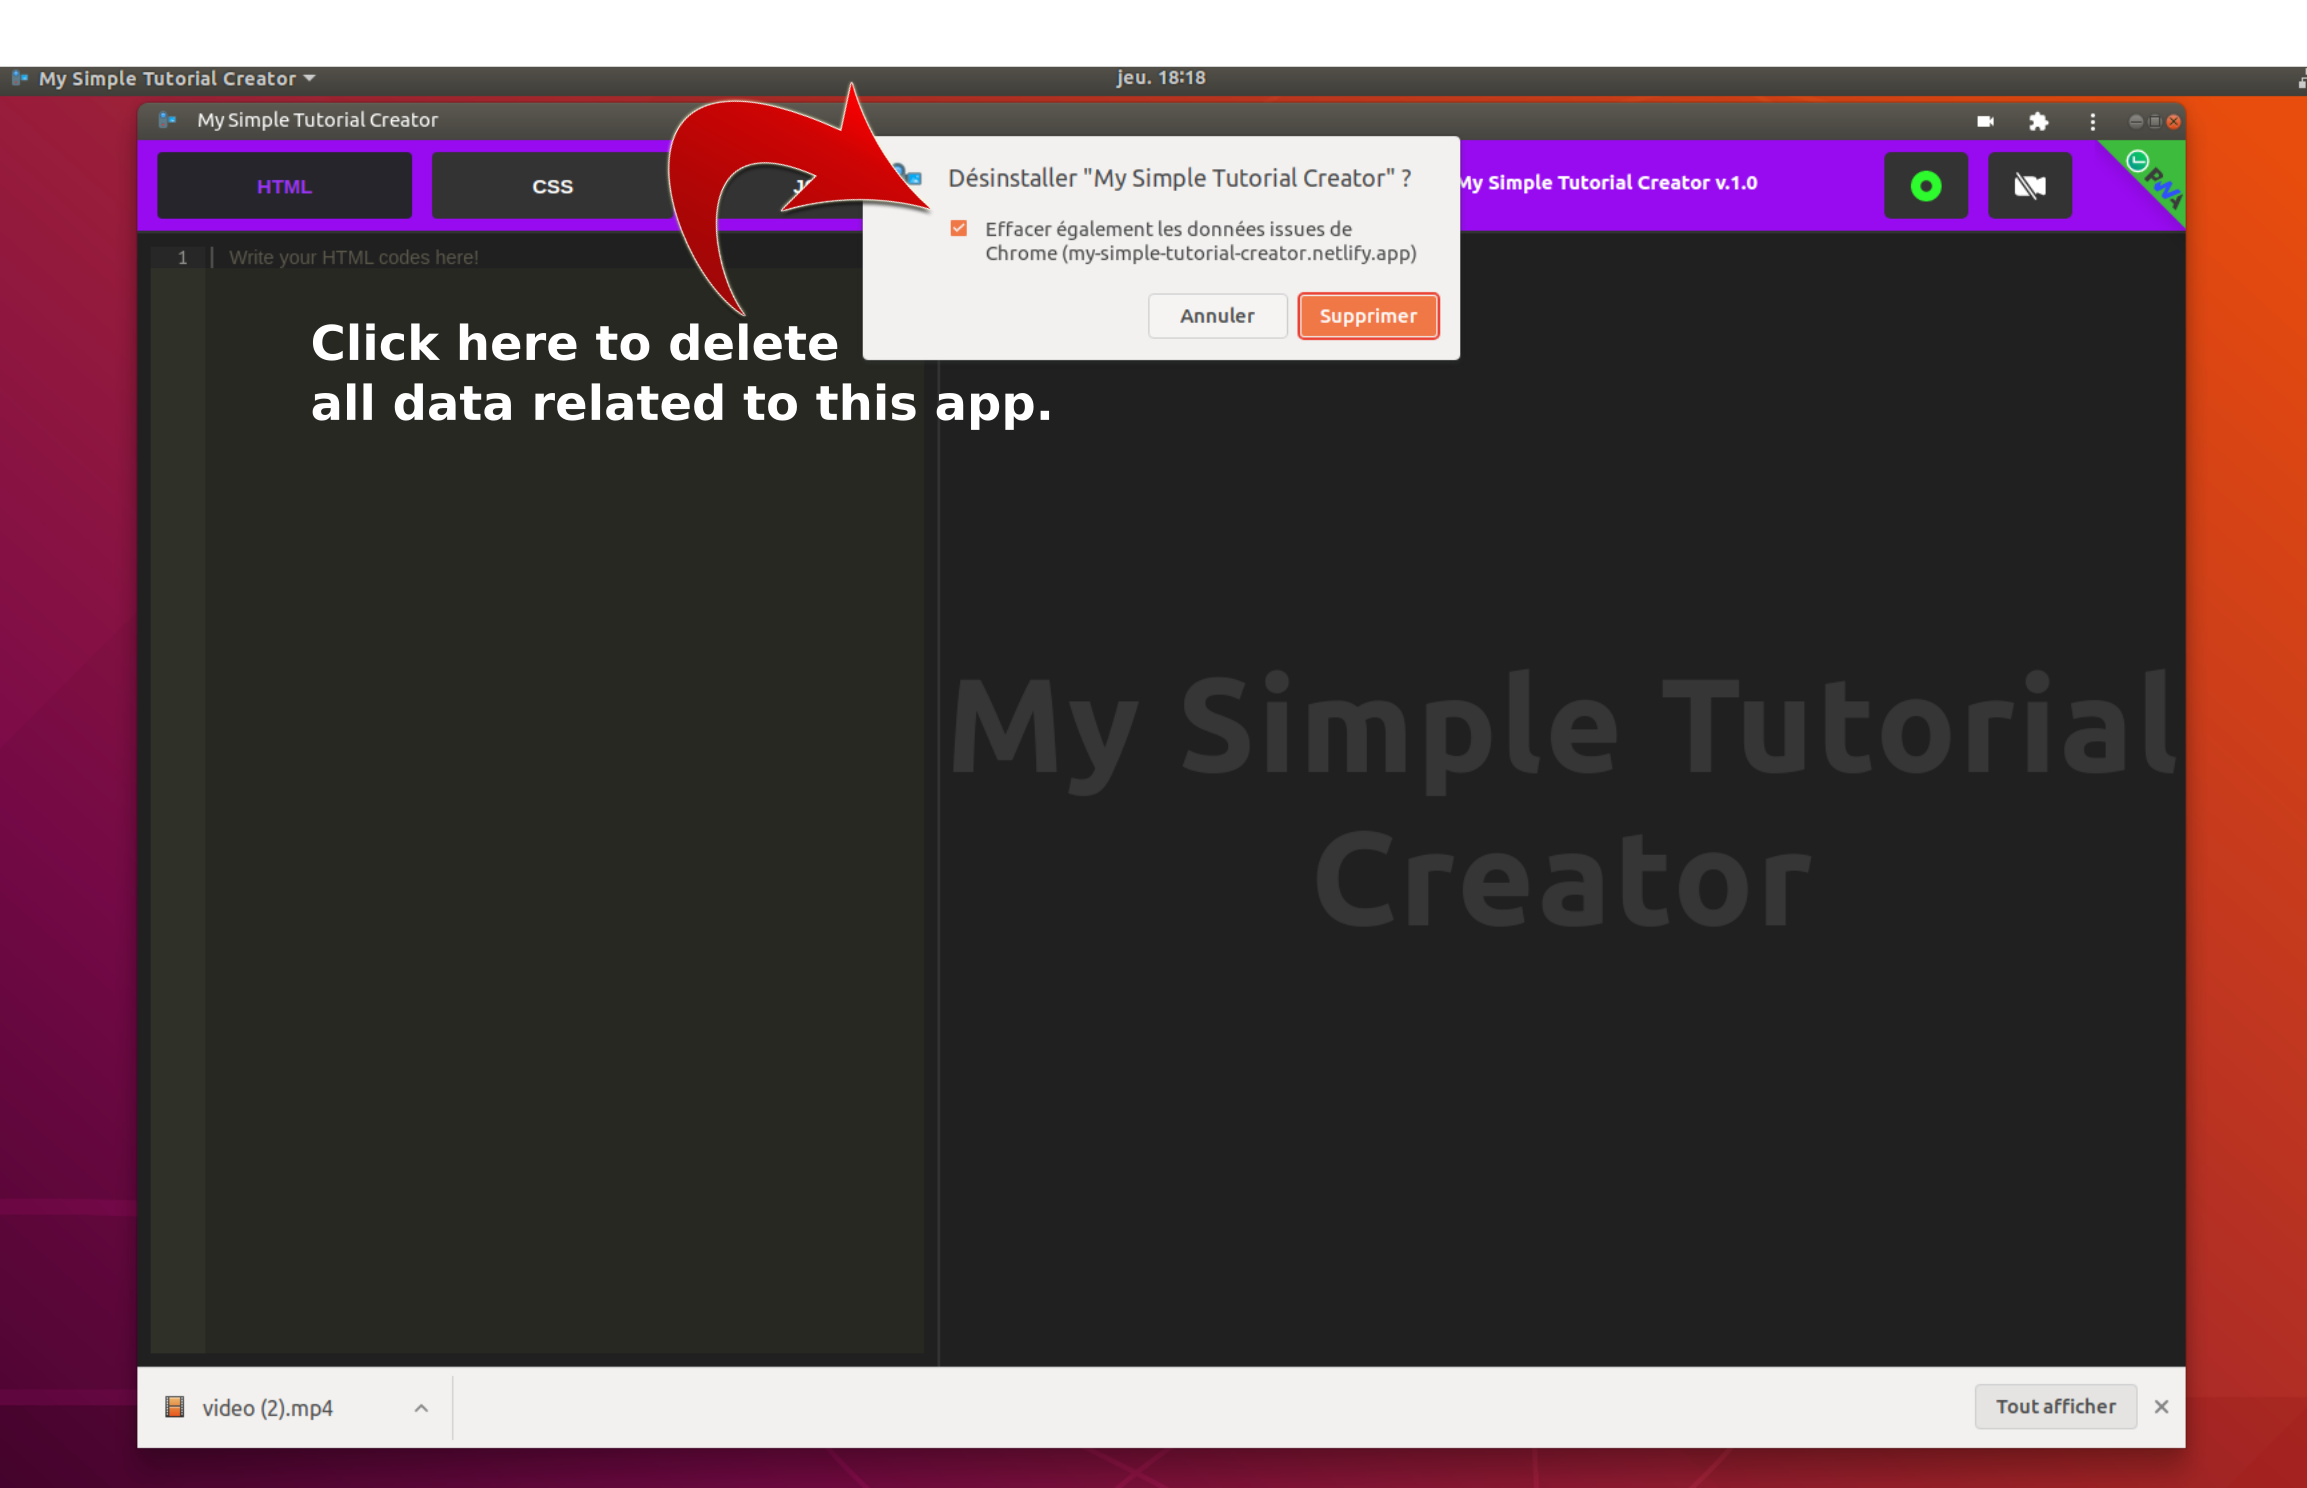 My Simple Tutorial Creator
jeu. 18:18
My Simple Tutorial Creator
HTML
CSS
Désinstaller "My Simple Tutorial Creator" ?
Effacer également les données issues de
Chrome (my-simple-tutorial-creator.netlify.app)
Annuler
Supprimer
My Simple Tutorial Creator v.1.0
PWA
1
Write your HTML codes here!
Click here to delete
all data related to this app.
My Simple Tutorial
Creator
video (2).mp4
Tout afficher